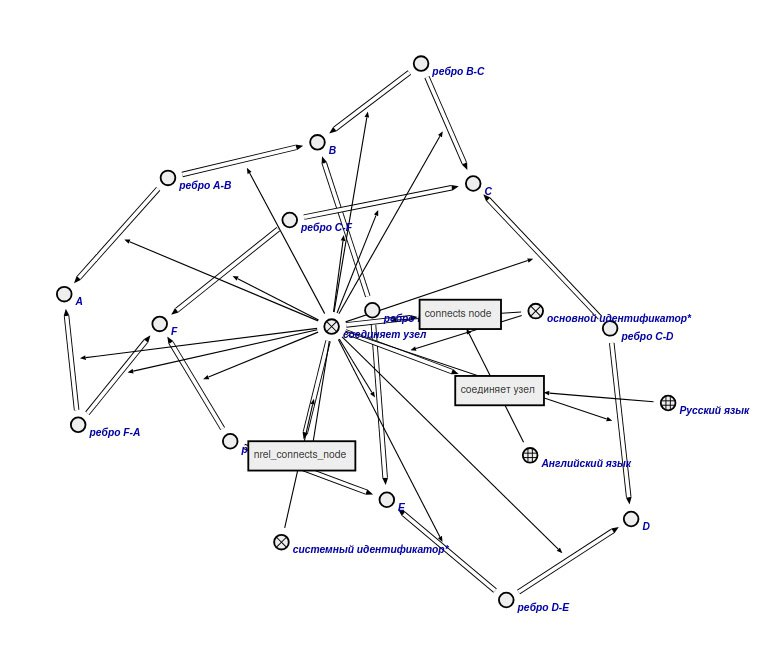 ребро B-C
B
ребро A-B
C
ребро C-F
A
F
ребро
connects node
основной идентификатор*
соединяет узел
ребро C-D
соединяет узел
Русский язык
ребро F-A
nrel_connects_node
Английский язык
E
D
системный идентификатор*
ребро D-E